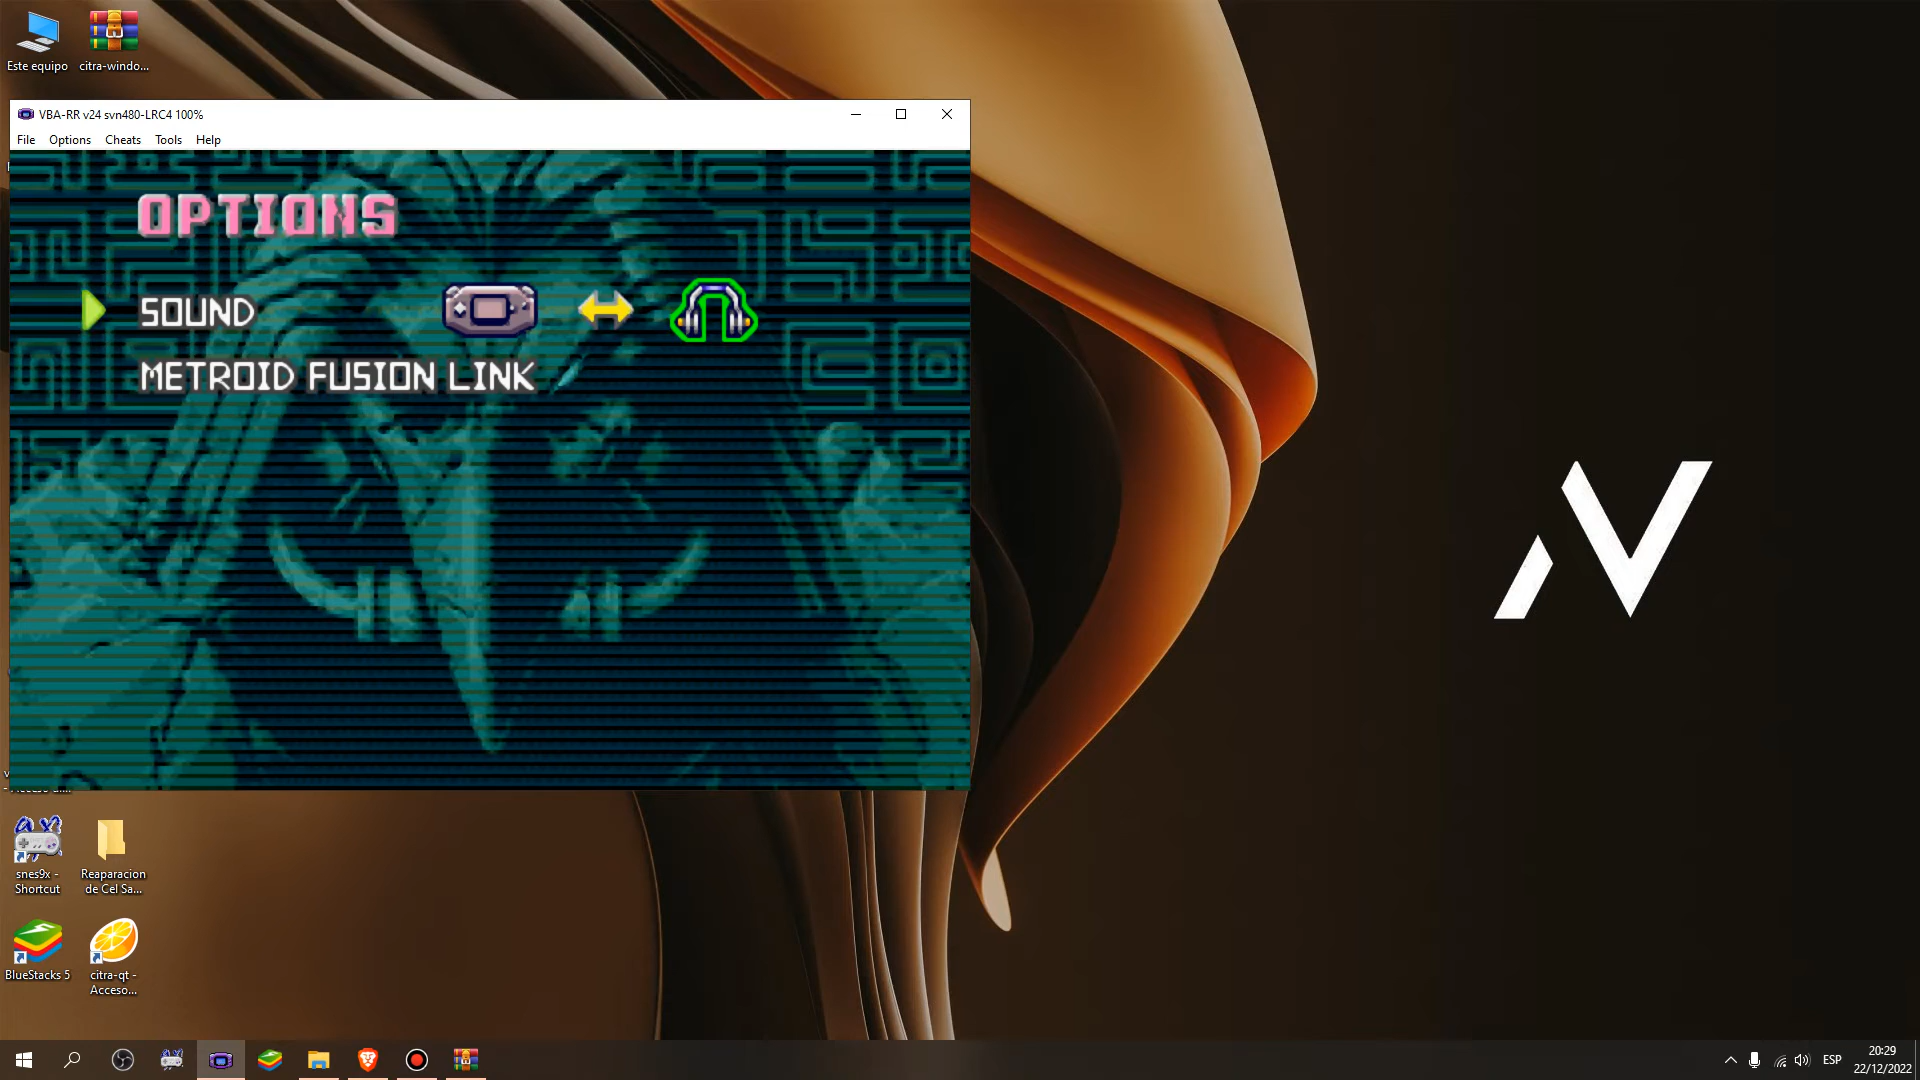 Este equipo
citra-windo...
VBA-RR v24 svn480-LRC4 100%
File Options Cheats Tools Help
OPTIONS
SOUND
METROID FUSION LINK
snes9x -
Shortcut
Reaparacion
de Cel Sa...
BlueStacks 5
citra-qt -
Acceso...
ESP
20:29
22/12/2022